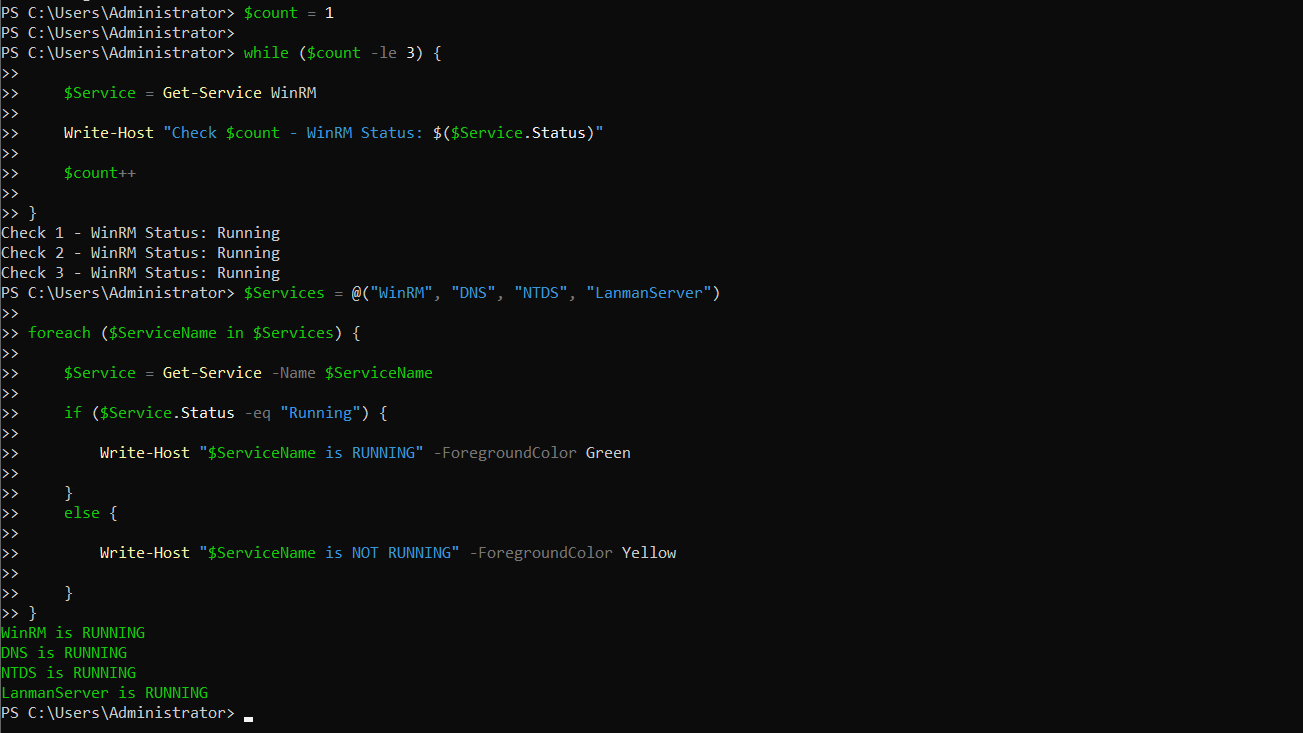 PS C:\Users\Administrator> $count = 1
PS C:\Users\Administrator>
PS C:\Users\Administrator> while ($count -le 3) {
>>
>>     $Service = Get-Service WinRM
>>
>>     Write-Host "Check $count - WinRM Status: $($Service.Status)"
>>
>>     $count++
>>
>> }
Check 1 - WinRM Status: Running
Check 2 - WinRM Status: Running
Check 3 - WinRM Status: Running
PS C:\Users\Administrator> $Services = @("WinRM", "DNS", "NTDS", "LanmanServer")
>>
>> foreach ($ServiceName in $Services) {
>>
>>     $Service = Get-Service -Name $ServiceName
>>
>>     if ($Service.Status -eq "Running") {
>>
>>         Write-Host "$ServiceName is RUNNING" -ForegroundColor Green
>>
>>     }
>>     else {
>>
>>         Write-Host "$ServiceName is NOT RUNNING" -ForegroundColor Yellow
>>
>>     }
>> }
WinRM is RUNNING
DNS is RUNNING
NTDS is RUNNING
LanmanServer is RUNNING
PS C:\Users\Administrator>